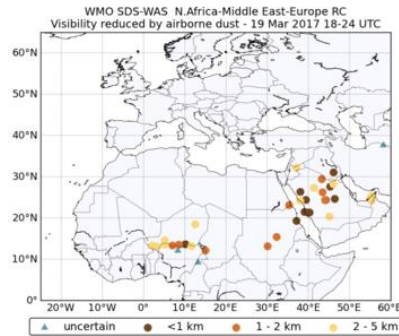 WMO SDS-WAS N.Africa-Middle East-Europe RC
Visibility reduced by airborne dust - 19 Mar 2017 18-24 UTC
60°N
50°N
40°N
30°N
20°N
10°N
0°
20°W 10°W 0° 10°E 20°E 30°E 40°E 50°E
uncertain <1 km 1 - 2 km 2 - 5 km